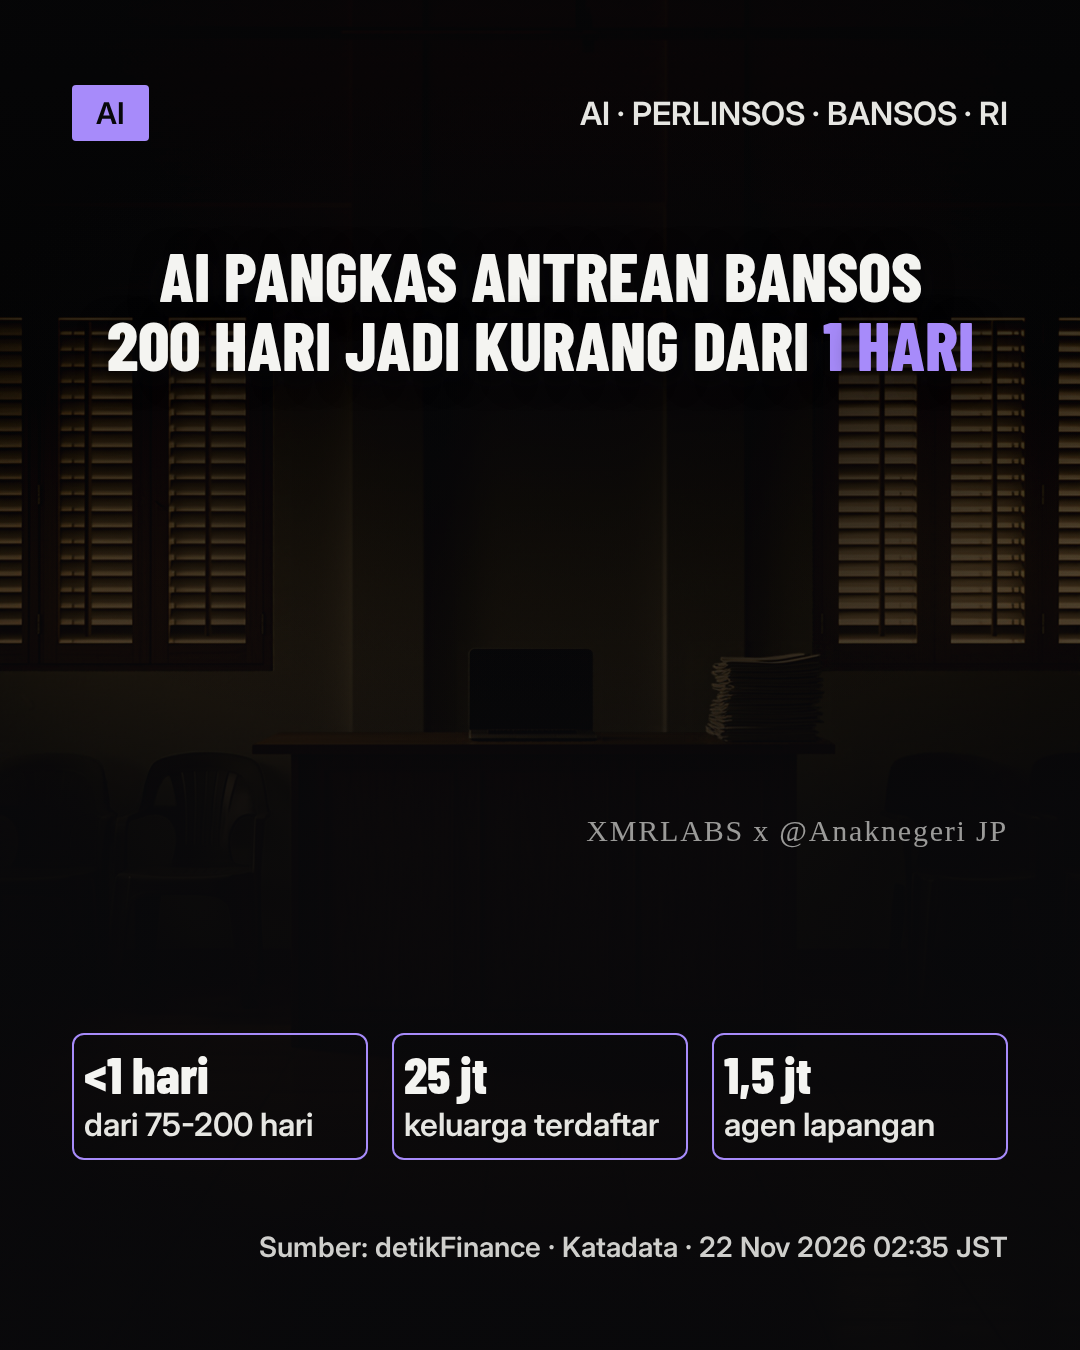 AI
AI · PERLINSOS · BANSOS · RI
AI PANGKAS ANTREAN BANSOS
200 HARI JADI KURANG DARI 1 HARI
XMRLABS x @Anaknegeri JP
<1 hari
dari 75-200 hari
25 jt
keluarga terdaftar
1,5 jt
agen lapangan
Sumber: detikFinance · Katadata · 22 Nov 2026 02:35 JST